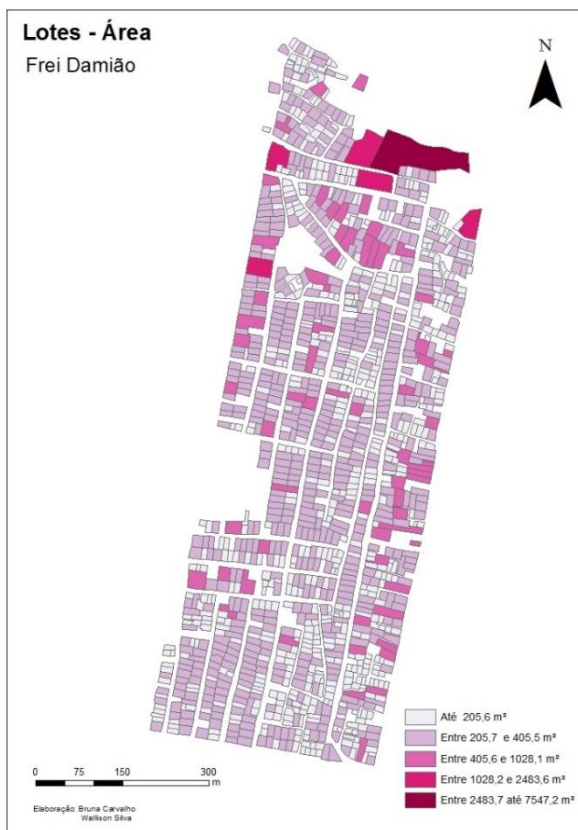 Lotes - Área
Frei Damião
N
Até 205,6 m²
Entre 205,7 e 405,5 m²
Entre 405,6 e 1028,1 m²
Entre 1028,2 e 2483,6 m²
Entre 2483,7 até 7547,2 m²
0 75 150 300
m
Elaboração: Bruna Carvalho
Wallison Silva